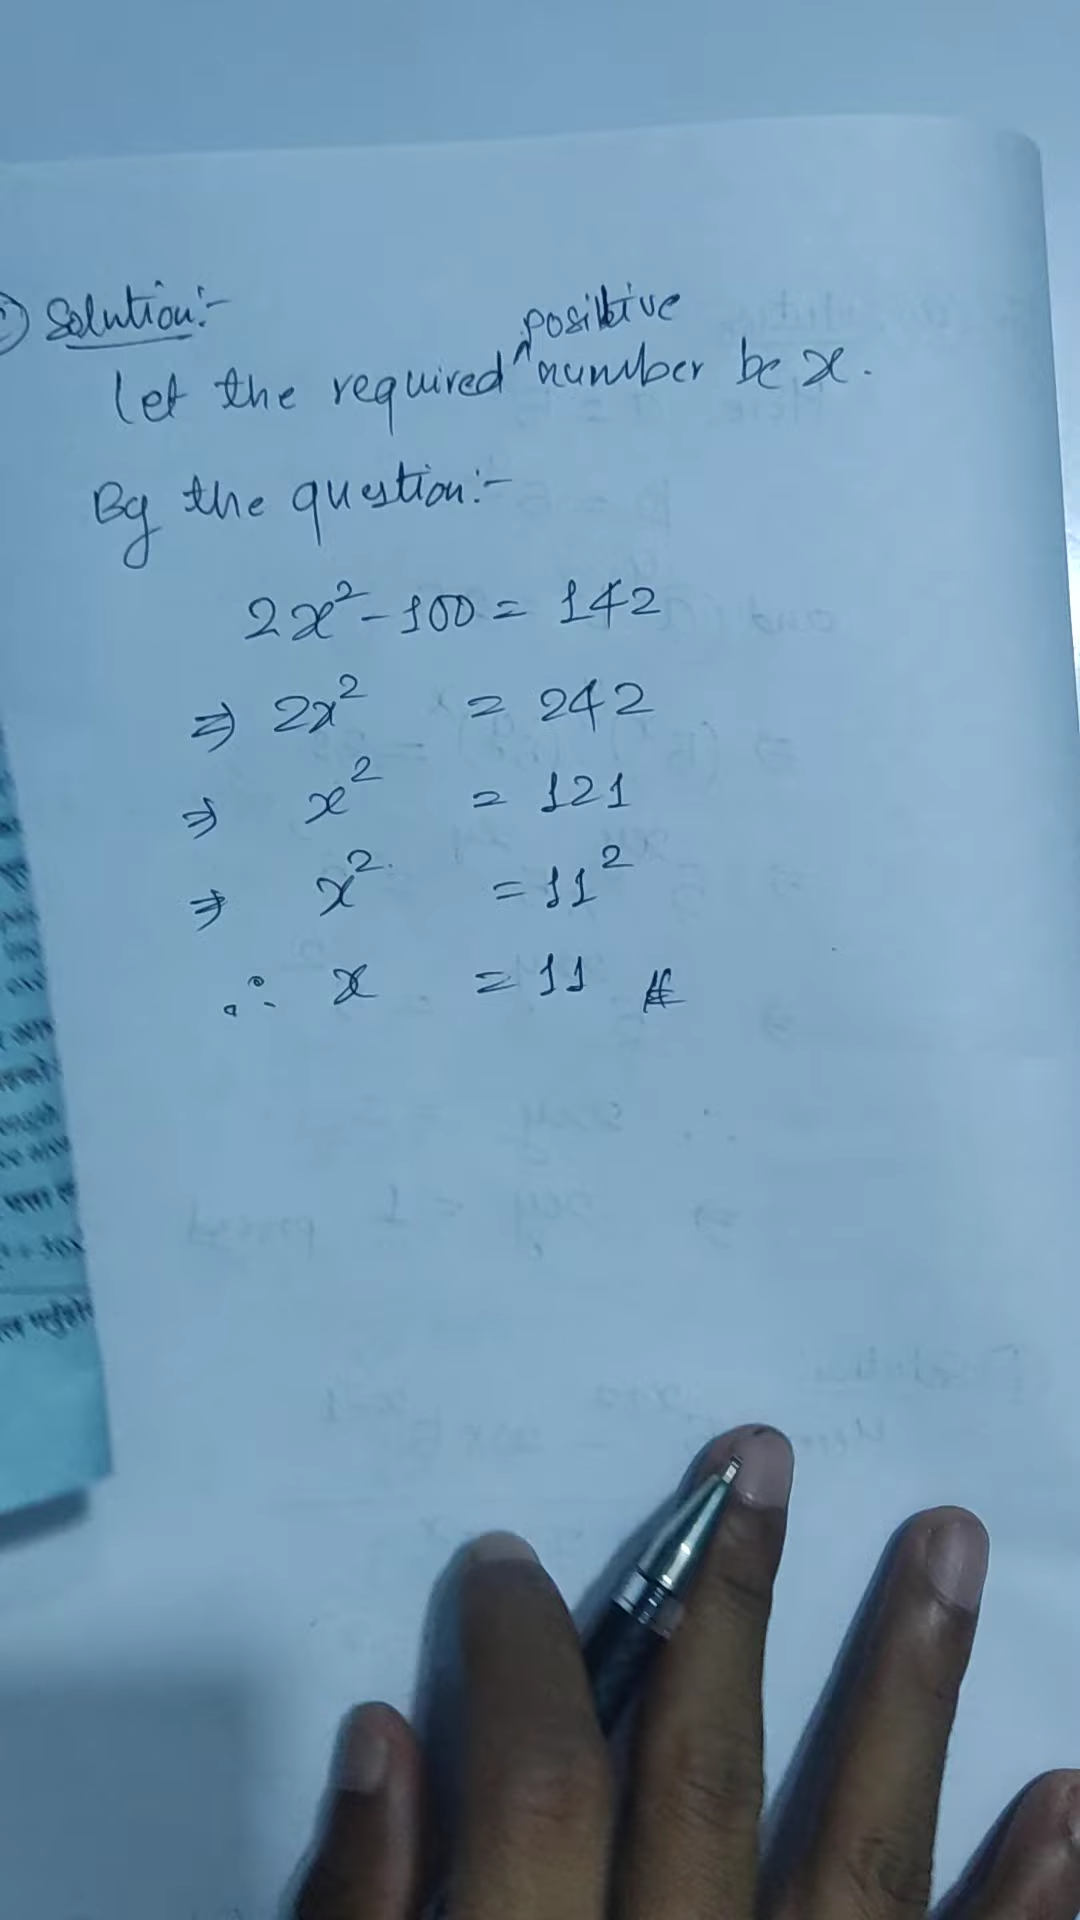 Solution:-
Let the required positive number be x.
By the question:-
2x² - 100 = 142
⇒ 2x² = 242
⇒ x² = 121
⇒ x² = 11²
∴ x = 11